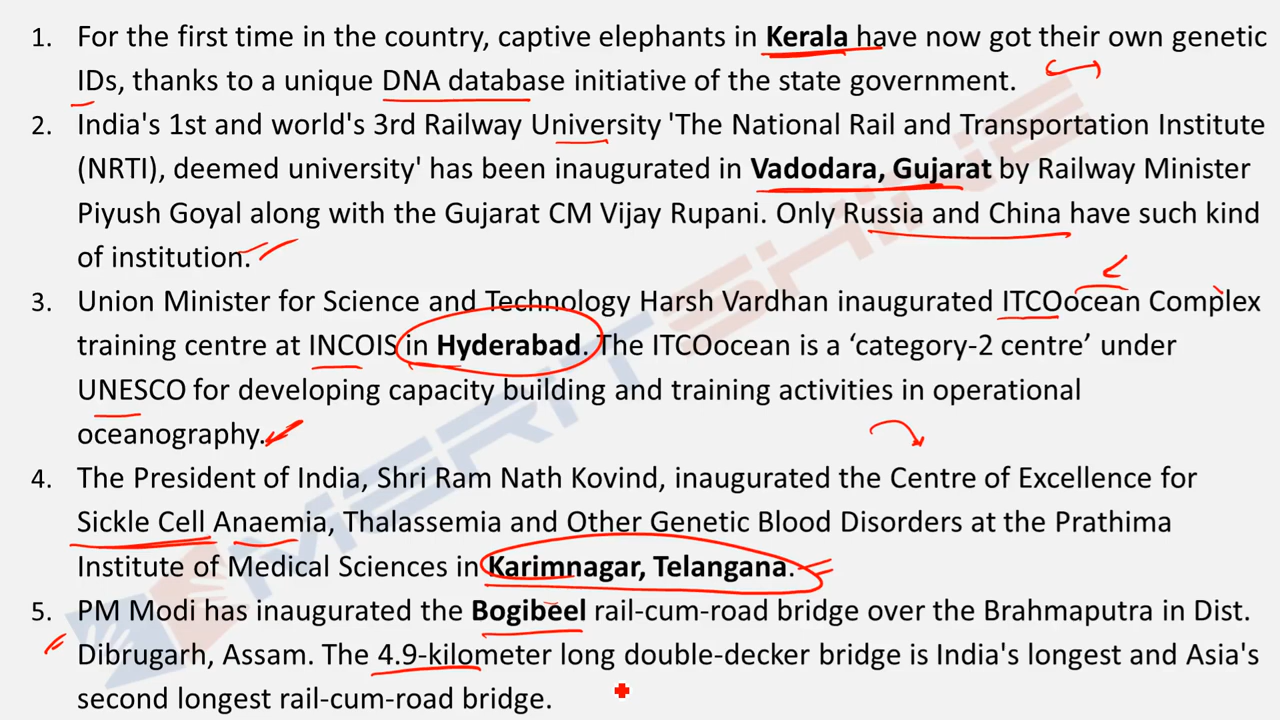 1. For the first time in the country, captive elephants in Kerala have now got their own genetic
IDs, thanks to a unique DNA database initiative of the state government.
2. India's 1st and world's 3rd Railway University 'The National Rail and Transportation Institute
(NRTI), deemed university' has been inaugurated in Vadodara, Gujarat by Railway Minister
Piyush Goyal along with the Gujarat CM Vijay Rupani. Only Russia and China have such kind
of institution.
3. Union Minister for Science and Technology Harsh Vardhan inaugurated ITCOocean Complex
training centre at INCOIS in Hyderabad. The ITCOocean is a ‘category-2 centre’ under
UNESCO for developing capacity building and training activities in operational
oceanography.
4. The President of India, Shri Ram Nath Kovind, inaugurated the Centre of Excellence for
Sickle Cell Anaemia, Thalassemia and Other Genetic Blood Disorders at the Prathima
Institute of Medical Sciences in Karimnagar, Telangana.
5. PM Modi has inaugurated the Bogibeel rail-cum-road bridge over the Brahmaputra in Dist.
Dibrugarh, Assam. The 4.9-kilometer long double-decker bridge is India's longest and Asia's
second longest rail-cum-road bridge.
MERITSHINE